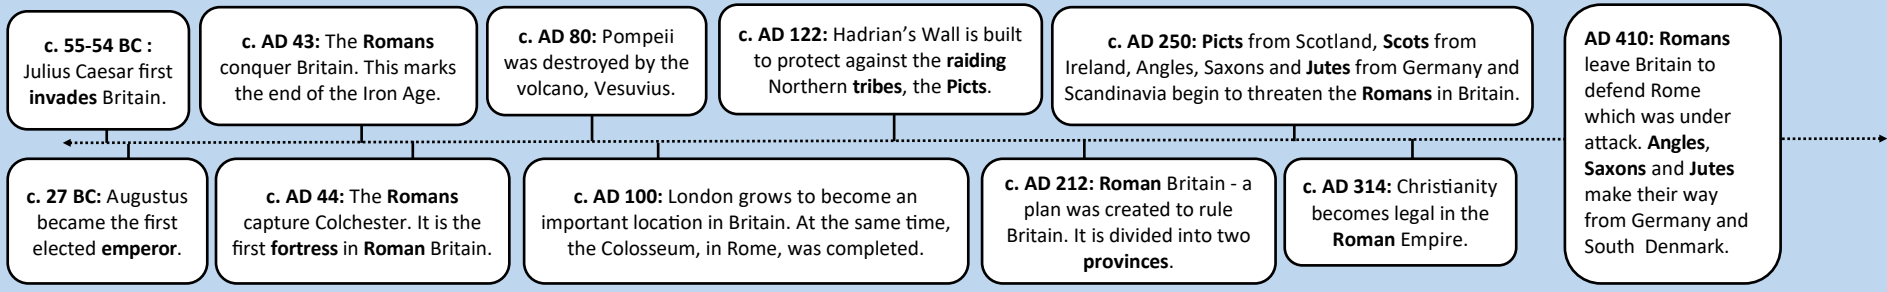 c. 55-54 BC :
Julius Caesar first
invades Britain.
c. AD 43: The Romans
conquer Britain. This marks
the end of the Iron Age.
c. AD 80: Pompeii
was destroyed by the
volcano, Vesuvius.
c. AD 122: Hadrian’s Wall is built
to protect against the raiding
Northern tribes, the Picts.
c. AD 250: Picts from Scotland, Scots from
Ireland, Angles, Saxons and Jutes from Germany and
Scandinavia begin to threaten the Romans in Britain.
AD 410: Romans
leave Britain to
defend Rome
which was under
attack. Angles,
Saxons and Jutes
make their way
from Germany and
South Denmark.
c. 27 BC: Augustus
became the first
elected emperor.
c. AD 44: The Romans
capture Colchester. It is the
first fortress in Roman Britain.
c. AD 100: London grows to become an
important location in Britain. At the same time,
the Colosseum, in Rome, was completed.
c. AD 212: Roman Britain - a
plan was created to rule
Britain. It is divided into two
provinces.
c. AD 314: Christianity
becomes legal in the
Roman Empire.